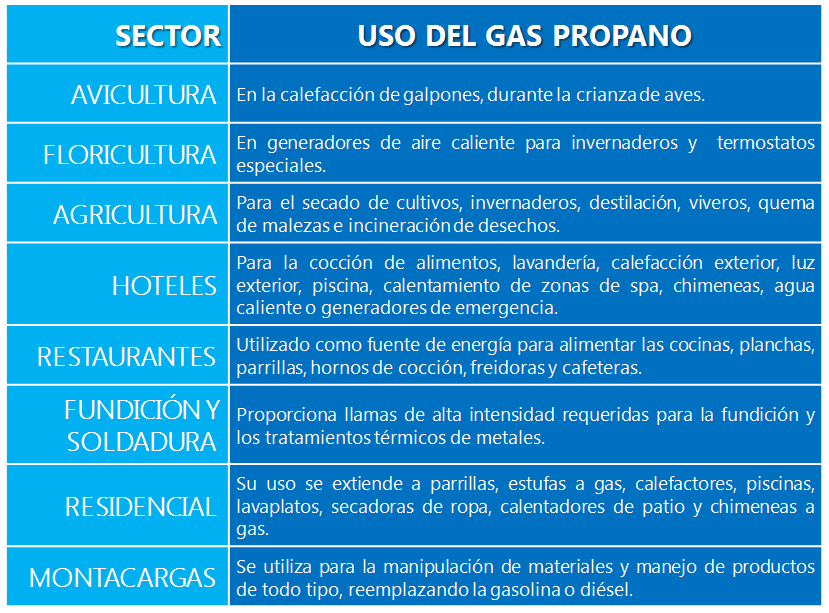 SECTOR
USO DEL GAS PROPANO
AVICULTURA
En la calefacción de galpones, durante la crianza de aves.
FLORICULTURA
En generadores de aire caliente para invernaderos y termostatos
especiales.
AGRICULTURA
Para el secado de cultivos, invernaderos, destilación, viveros, quema
de malezas e incineración de desechos.
HOTELES
Para la cocción de alimentos, lavandería, calefacción exterior, luz
exterior, piscina, calentamiento de zonas de spa, chimeneas, agua
caliente o generadores de emergencia.
RESTAURANTES
Utilizado como fuente de energía para alimentar las cocinas, planchas,
parrillas, hornos de cocción, freidoras y cafeteras.
FUNDICIÓN Y
SOLDADURA
Proporciona llamas de alta intensidad requeridas para la fundición y
los tratamientos térmicos de metales.
RESIDENCIAL
Su uso se extiende a parrillas, estufas a gas, calefactores, piscinas,
lavaplatos, secadoras de ropa, calentadores de patio y chimeneas a
gas.
MONTACARGAS
Se utiliza para la manipulación de materiales y manejo de productos
de todo tipo, reemplazando la gasolina o diésel.